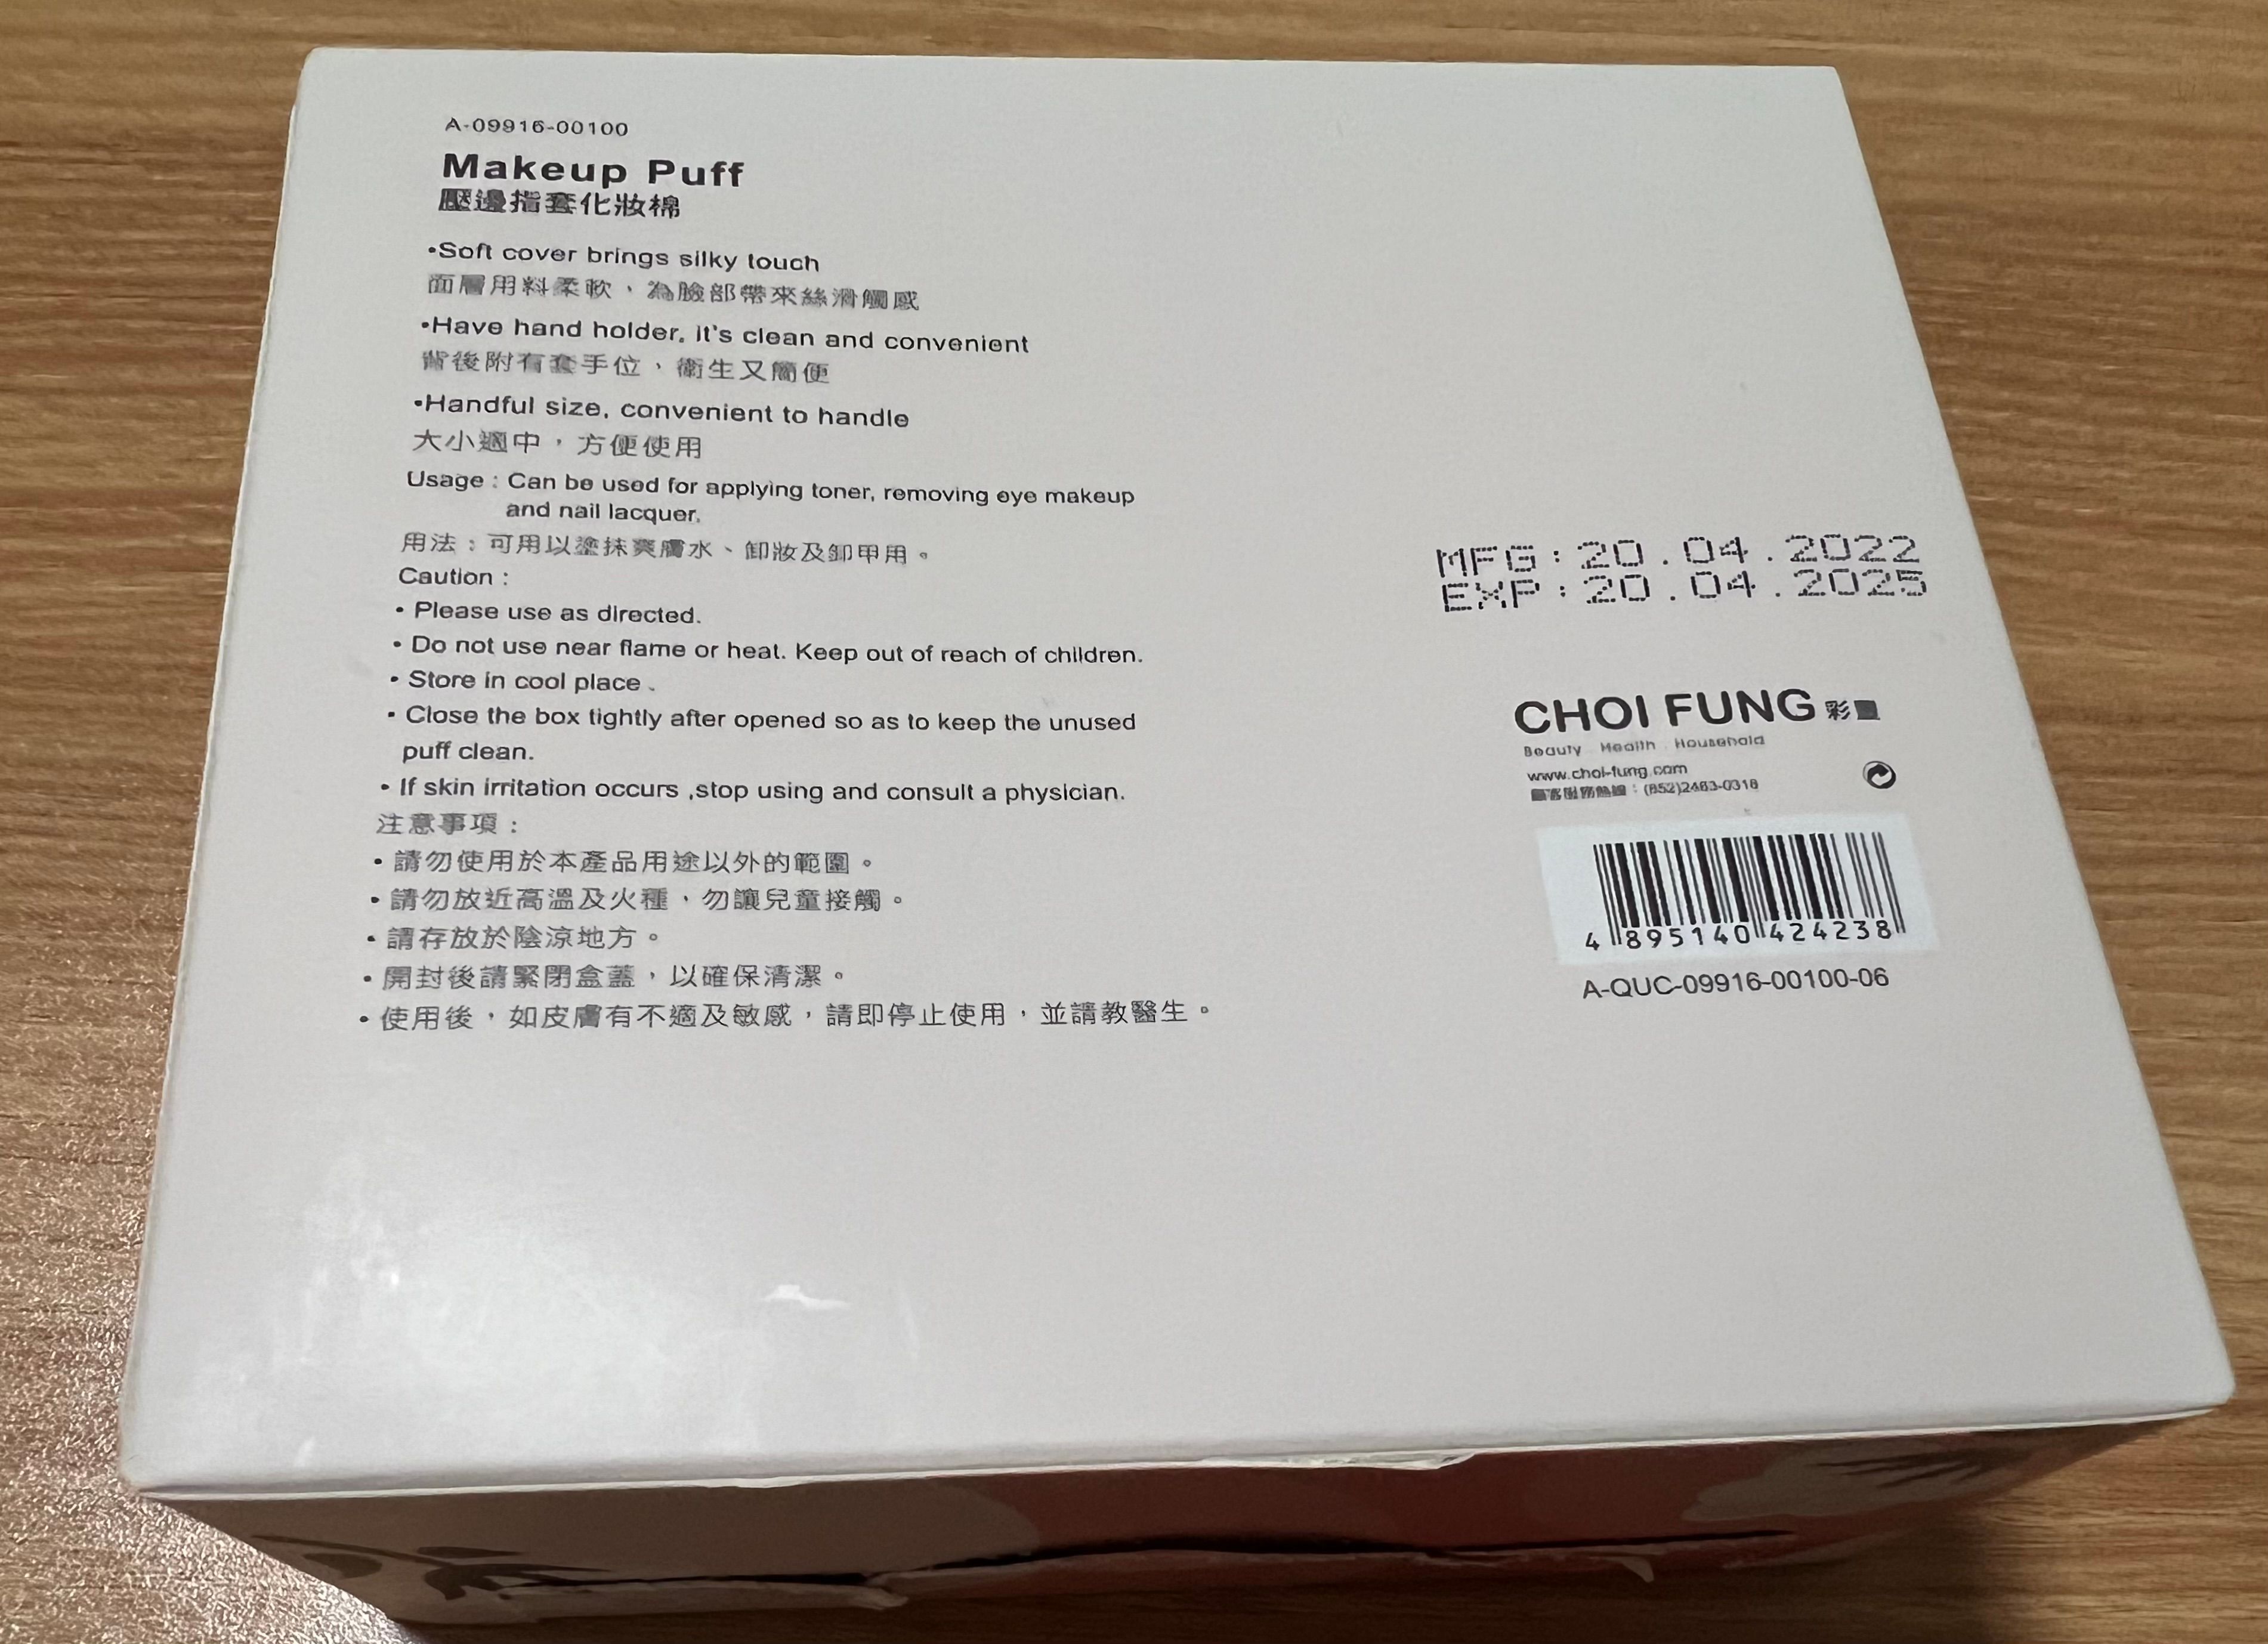 A-09916-00100
Makeup Puff
壓邊指套化妝棉
•Soft cover brings silky touch
面層用料柔軟、為臉部帶來絲滑觸感
•Have hand holder, it's clean and convenient
背後附有套手位，衛生又簡便
•Handful size, convenient to handle
大小適中，方便使用
Usage : Can be used for applying toner, removing eye makeup
and nail lacquer.
用法：可用以塗抹爽膚水、卸妝及卸甲用。
Caution :
• Please use as directed.
• Do not use near flame or heat. Keep out of reach of children.
• Store in cool place .
• Close the box tightly after opened so as to keep the unused
puff clean.
• If skin irritation occurs ,stop using and consult a physician.
注意事項：
• 請勿使用於本產品用途以外的範圍。
• 請勿放近高溫及火種，勿讓兒童接觸。
• 請存放於陰涼地方。
• 開封後請緊閉盒蓋，以確保清潔。
• 使用後，如皮膚有不適及敏感，請即停止使用，並請教醫生。
MFG: 20.04.2022
EXP: 20.04.2025
CHOI FUNG 彩
Beauty . Health . Household
www.choi-fung.com
服務熱線：(852)2463-0318
4 895140 424238
A-QUC-09916-00100-06